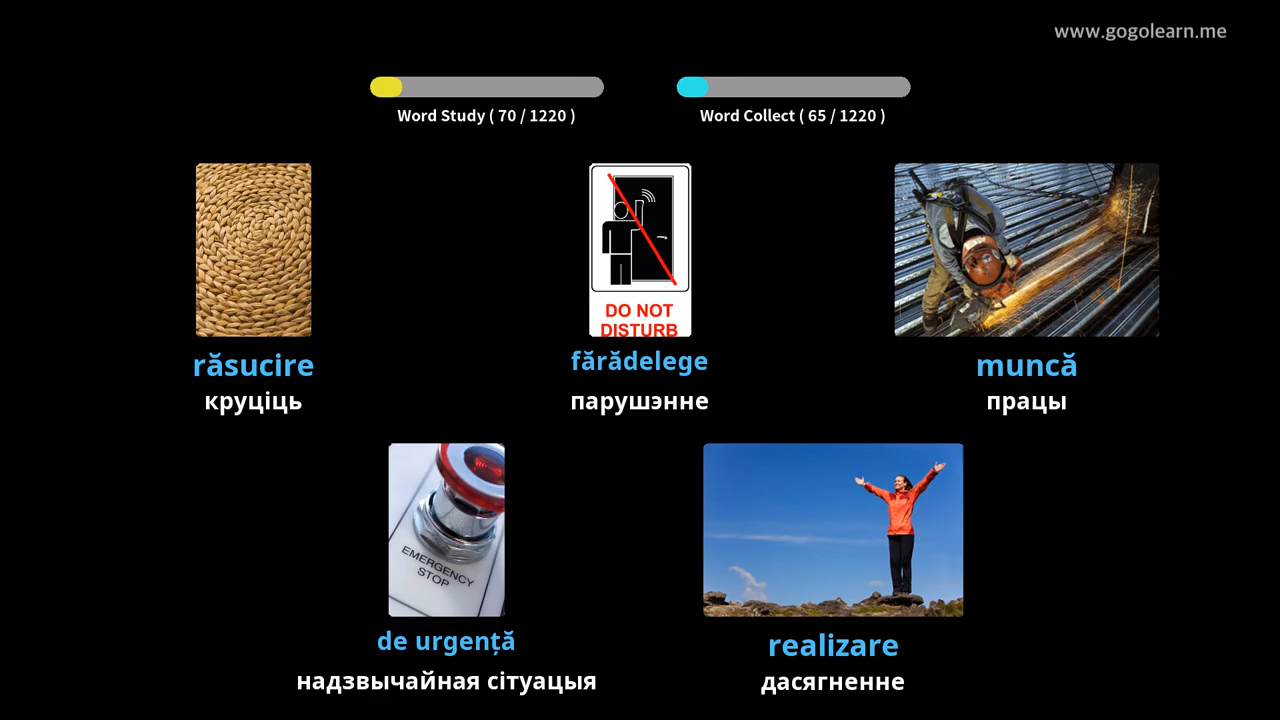 www.gogolearn.me
Word Study ( 70 / 1220 )
Word Collect ( 65 / 1220 )
DO NOT
DISTURB
răsucire
fărădelege
muncă
круціць
парушэнне
працы
EMERGENCY
STOP
de urgență
realizare
надзвычайная сітуацыя
дасягненне